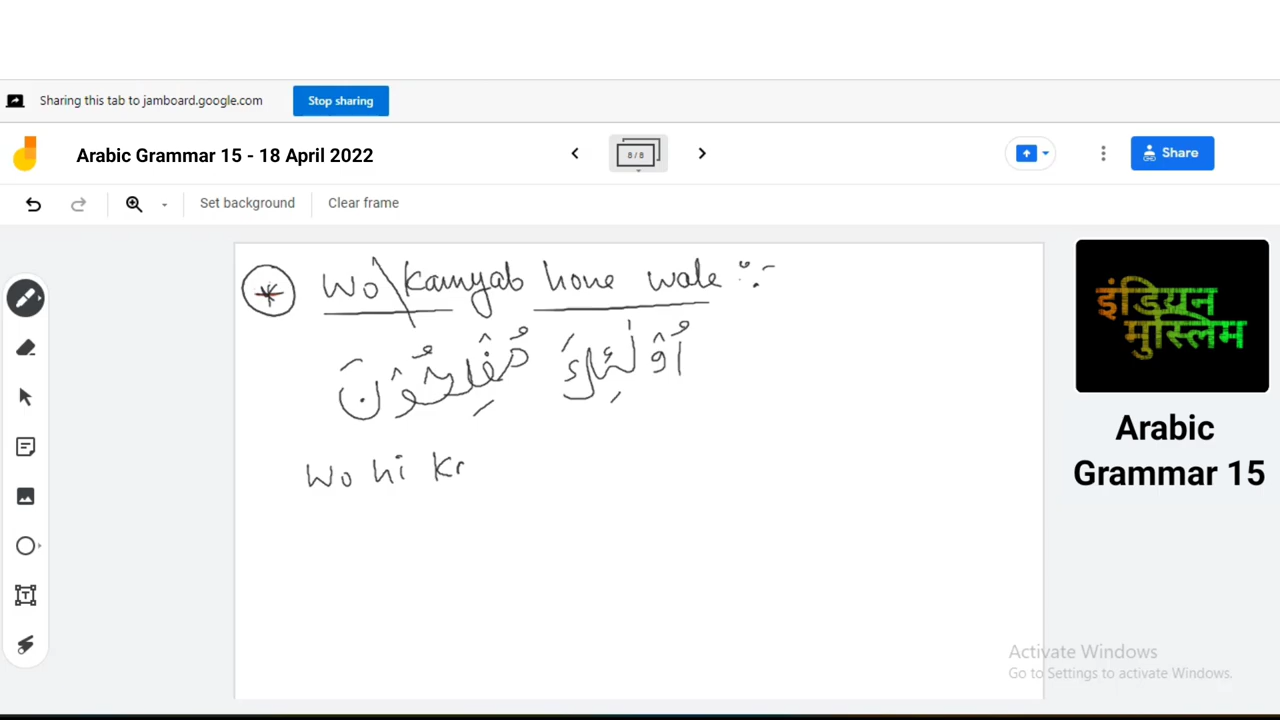 Sharing this tab to jamboard.google.com
Stop sharing
Arabic Grammar 15 - 18 April 2022
8 / 8
Share
Set background
Clear frame
Wo\Kamyab hone wale :-
أُوْلَٰئِكَ مُفْلِحُوْنَ
Wo hi Ka
इंडियन
मुस्लिम
Arabic
Grammar 15
Activate Windows
Go to Settings to activate Windows.